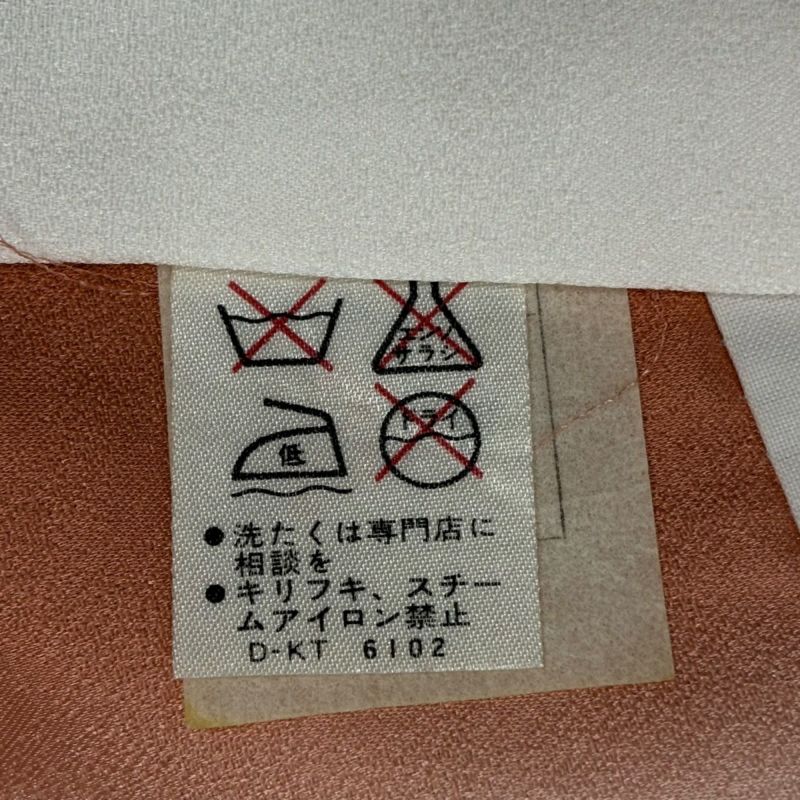 エンソ
サラシ
低
ドライ
● 洗たくは専門店に
相談を
● キリフキ、スチー
ムアイロン禁止
D-KT 6102